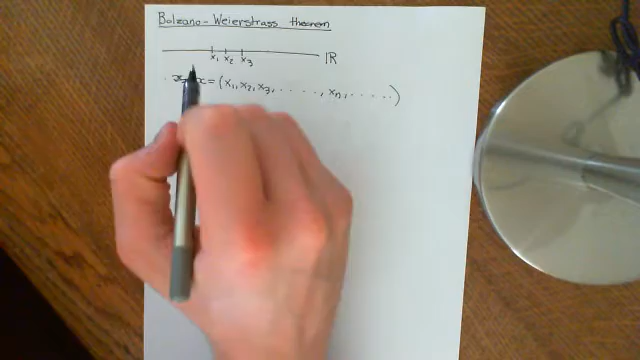 Bolzano-Weierstrass theorem
x₁ x₂ x₃ ℝ
x = (x₁, x₂, x₃, ......, xₙ, .....)